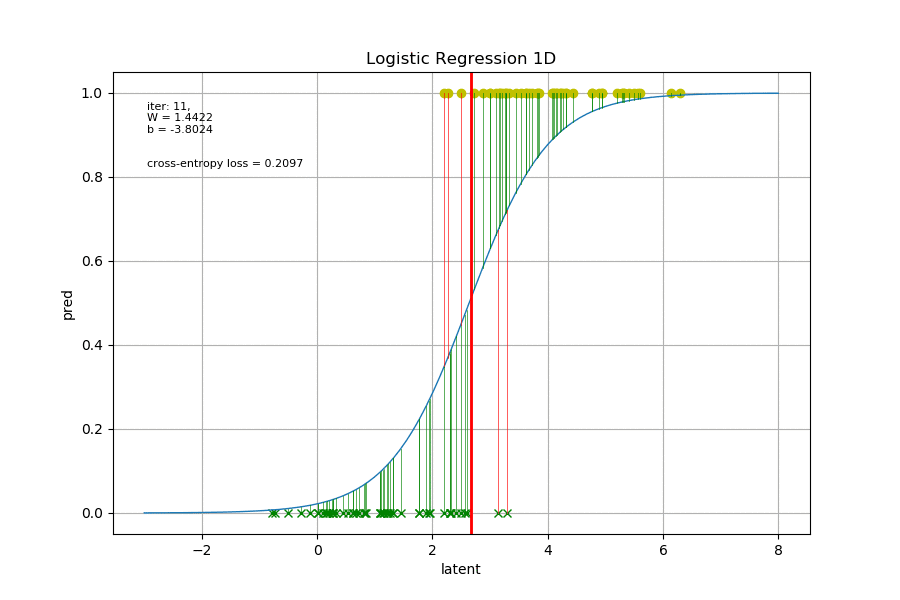 Logistic Regression 1D
iter: 11,
W = 1.4422
b = -3.8024
cross-entropy loss = 0.2097
1.0
0.8
0.6
0.4
0.2
0.0
pred
−2
0
2
4
6
8
latent